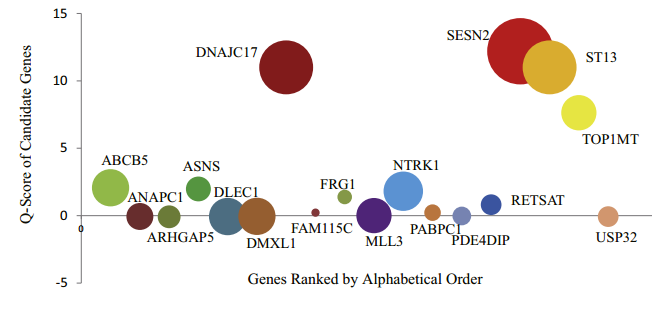 15
SESN2
DNAJC17
ST13
10
TOP1MT
5
ABCB5
ASNS
NTRK1
FRG1
ANAPC1
DLEC1
RETSAT
0
0
ARHGAP5
DMXL1
FAM115C
MLL3
PABPC1
PDE4DIP
USP32
-5
Q-Score of Candidate Genes
Genes Ranked by Alphabetical Order